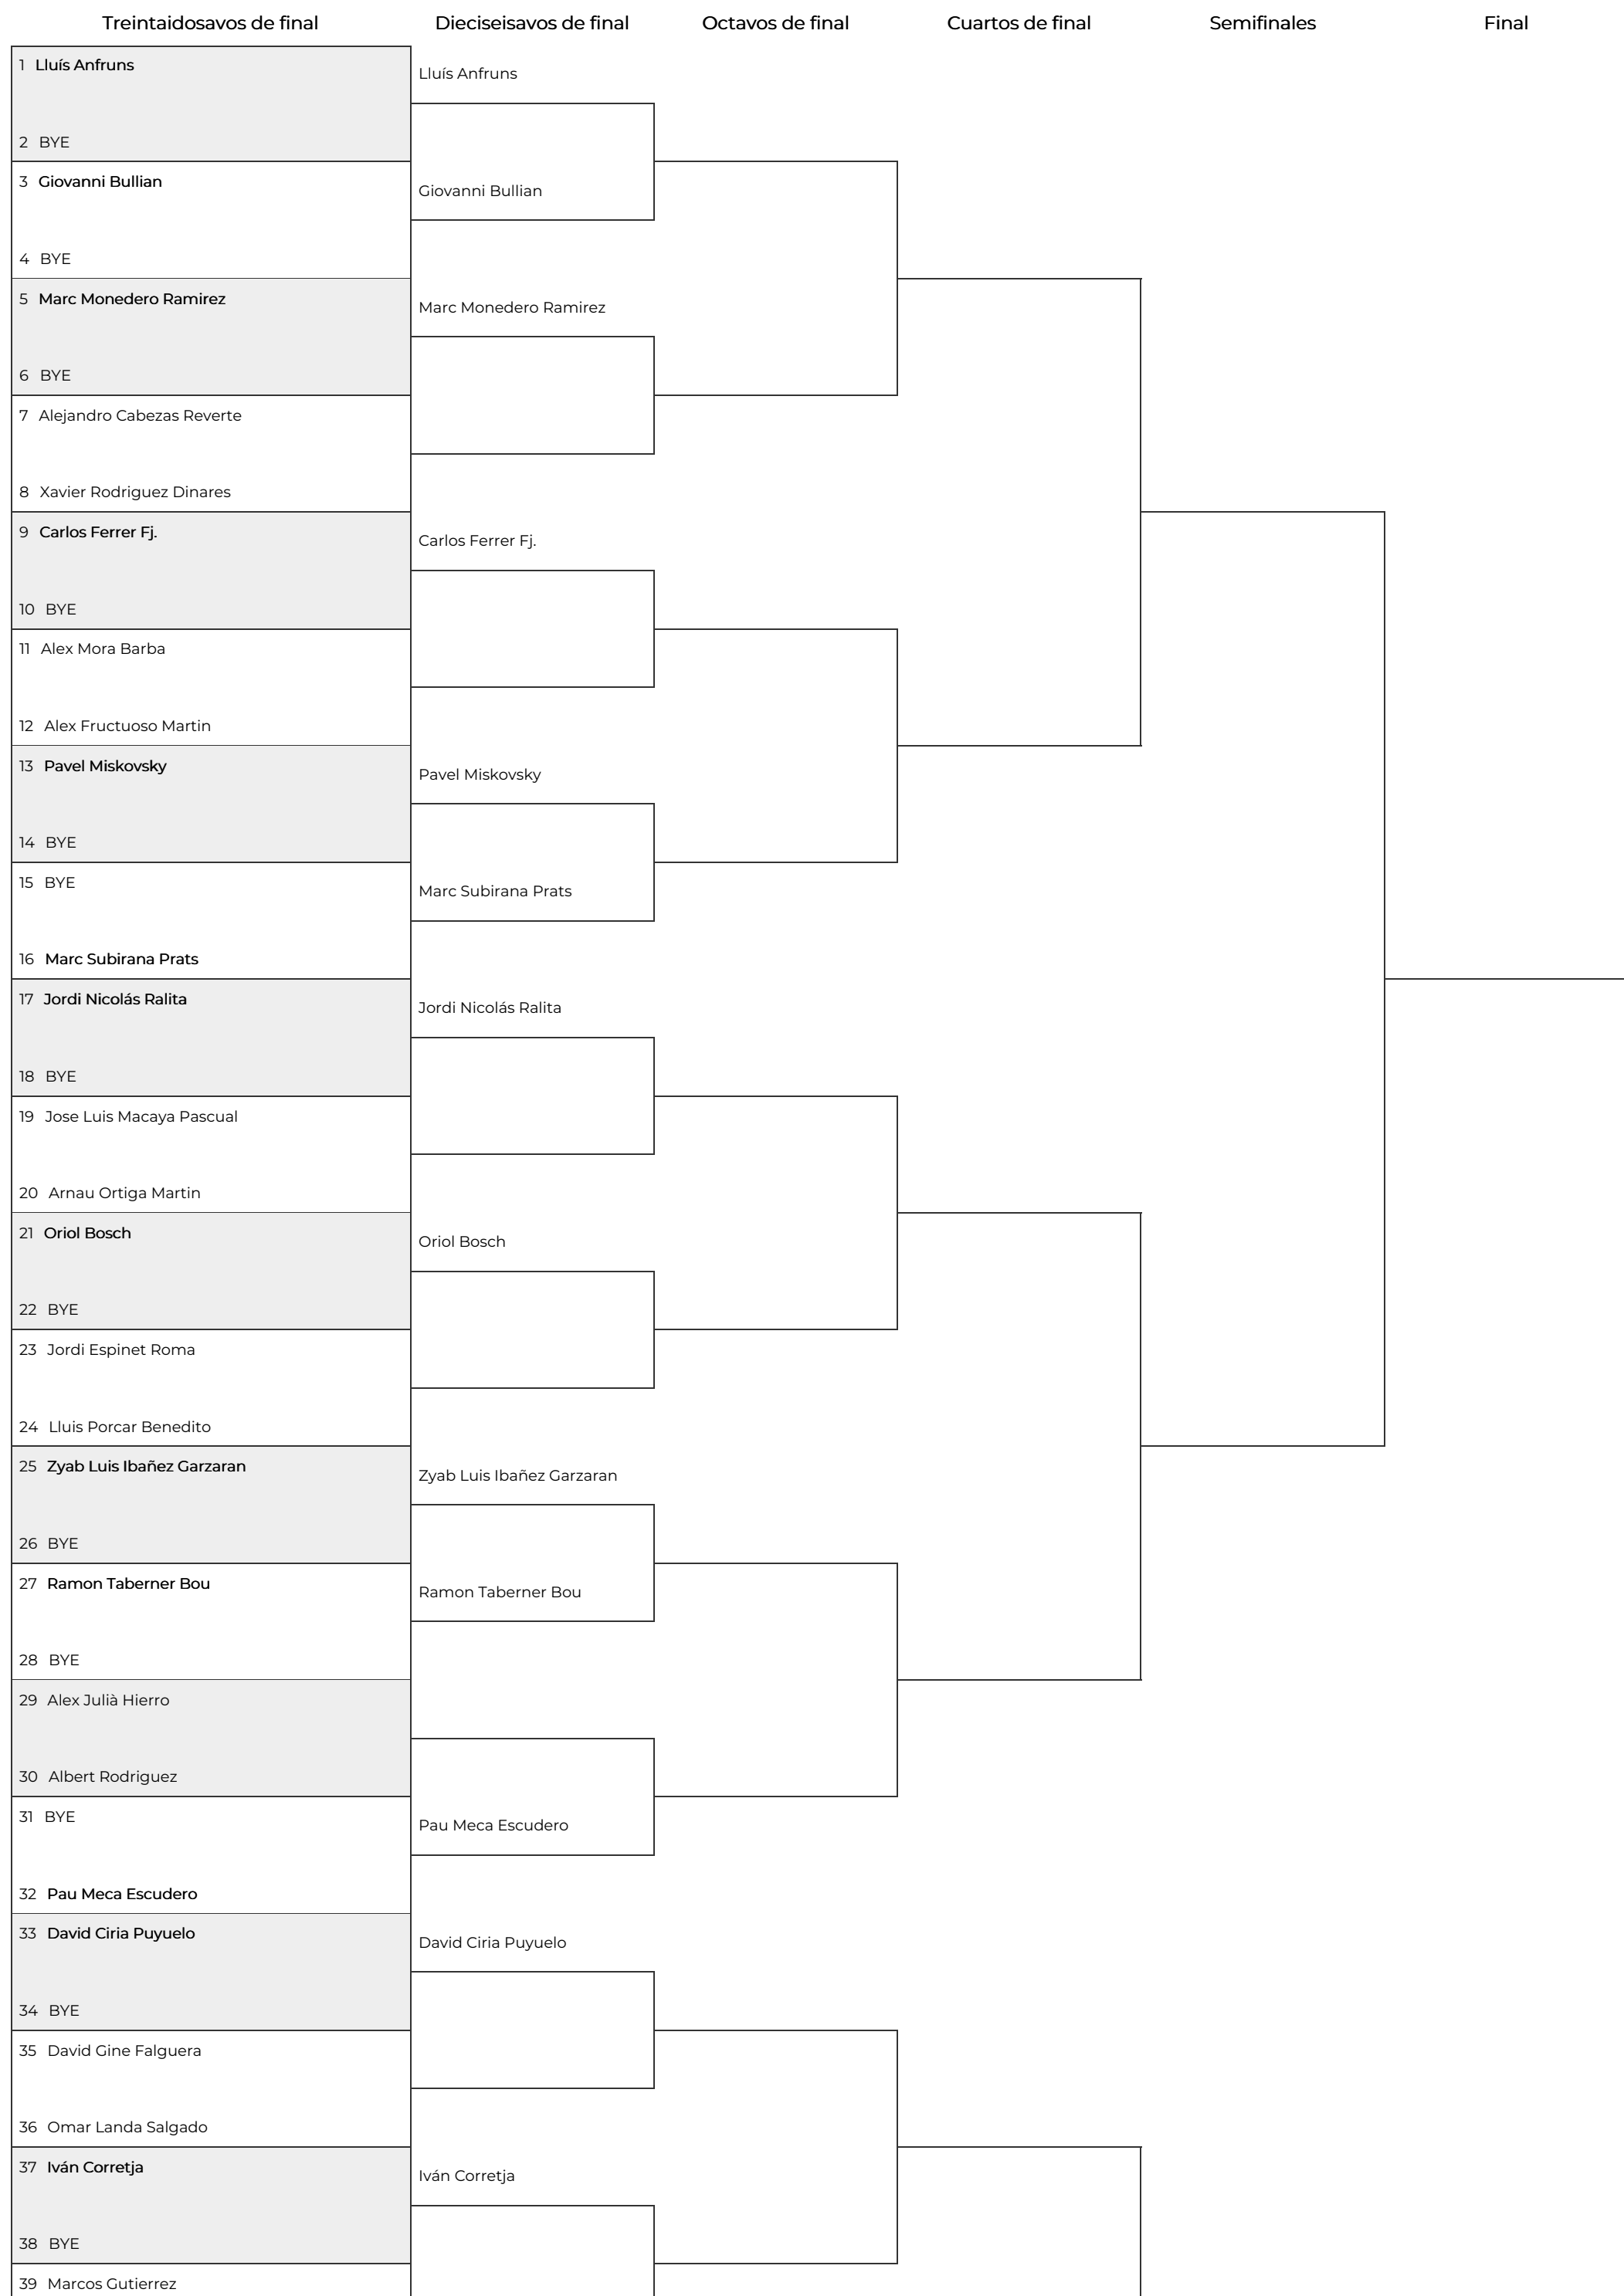 Treintaidosavos de final
Dieciseisavos de final
Octavos de final
Cuartos de final
Semifinales
Final
1 Lluís Anfruns
2 BYE
3 Giovanni Bullian
4 BYE
5 Marc Monedero Ramirez
6 BYE
7 Alejandro Cabezas Reverte
8 Xavier Rodriguez Dinares
9 Carlos Ferrer Fj.
10 BYE
11 Alex Mora Barba
12 Alex Fructuoso Martin
13 Pavel Miskovsky
14 BYE
15 BYE
16 Marc Subirana Prats
17 Jordi Nicolás Ralita
18 BYE
19 Jose Luis Macaya Pascual
20 Arnau Ortiga Martin
21 Oriol Bosch
22 BYE
23 Jordi Espinet Roma
24 Lluis Porcar Benedito
25 Zyab Luis Ibañez Garzaran
26 BYE
27 Ramon Taberner Bou
28 BYE
29 Alex Julià Hierro
30 Albert Rodriguez
31 BYE
32 Pau Meca Escudero
33 David Ciria Puyuelo
34 BYE
35 David Gine Falguera
36 Omar Landa Salgado
37 Iván Corretja
38 BYE
39 Marcos Gutierrez
Lluís Anfruns
Giovanni Bullian
Marc Monedero Ramirez
Carlos Ferrer Fj.
Pavel Miskovsky
Marc Subirana Prats
Jordi Nicolás Ralita
Oriol Bosch
Zyab Luis Ibañez Garzaran
Ramon Taberner Bou
Pau Meca Escudero
David Ciria Puyuelo
Iván Corretja